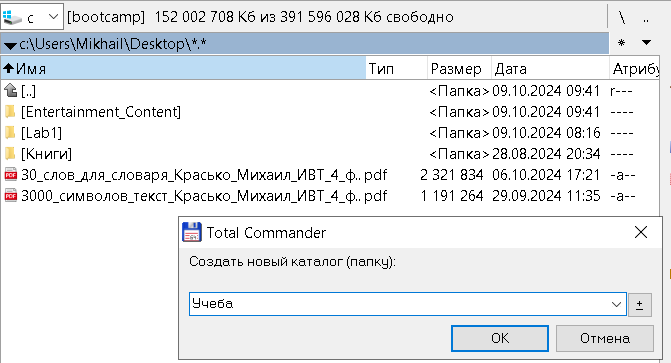 c [bootcamp] 152 002 708 Кб из 391 596 028 Кб свободно \ ..
c:\Users\Mikhail\Desktop\*.* *
Имя Тип Размер Дата Атрибу
[..] <Папка> 09.10.2024 09:41 r---
[Entertainment_Content] <Папка> 09.10.2024 09:41 ----
[Lab1] <Папка> 09.10.2024 08:16 ----
[Книги] <Папка> 28.08.2024 20:34 ----
30_слов_для_словаря_Красько_Михаил_ИВТ_4_ф.. pdf 2 321 834 06.10.2024 17:21 -a--
3000_символов_текст_Красько_Михаил_ИВТ_4_ф.. pdf 1 191 264 29.09.2024 11:35 -a--
Total Commander
Создать новый каталог (папку):
Учеба ±
OK Отмена